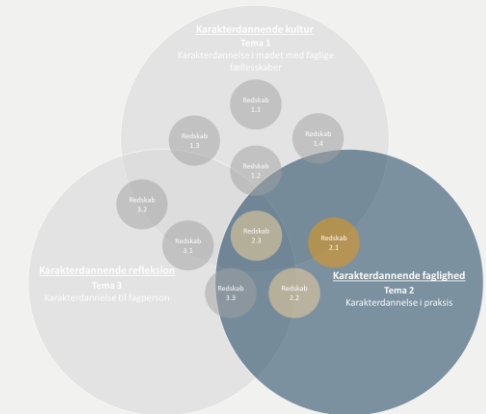 Karakterdannende kultur
Tema 1
Karakterdannelse i mødet med faglige
fællesskaber
Redskab
1.1
Redskab
1.3
Redskab
1.4
Redskab
1.2
Redskab
3.2
Redskab
2.3
Redskab
2.1
Redskab
3.1
Karakterdannende refleksion
Tema 3
Karakterdannelse til fagperson
Karakterdannende faglighed
Tema 2
Karakterdannelse i praksis
Redskab
3.3
Redskab
2.2